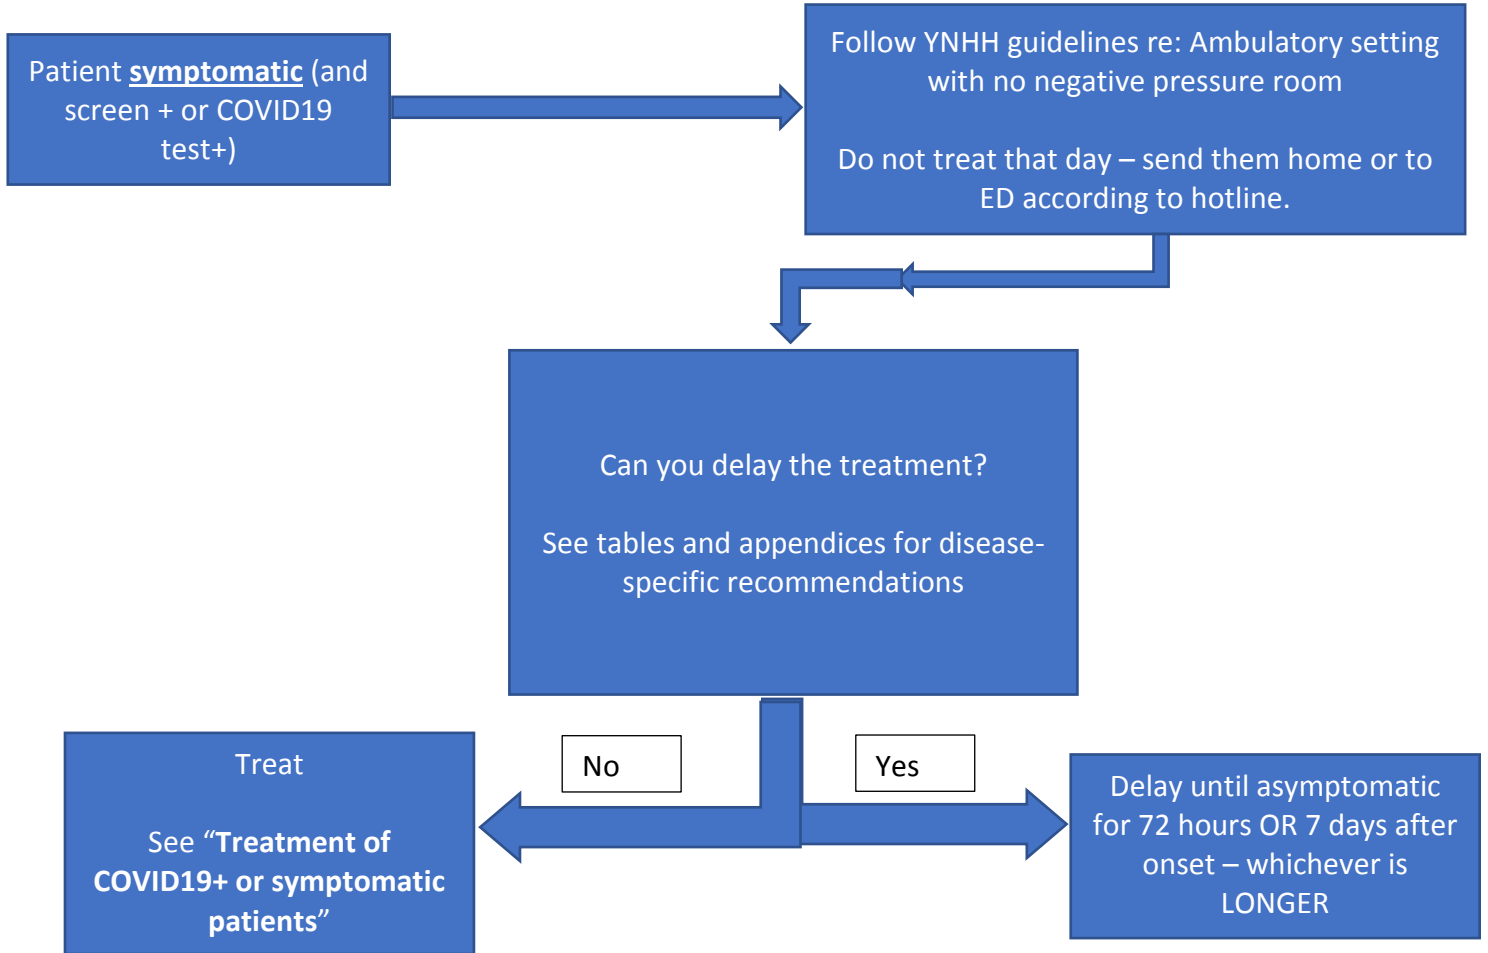 Patient symptomatic (and
screen + or COVID19
test+)
Follow YNHH guidelines re: Ambulatory setting
with no negative pressure room
Do not treat that day – send them home or to
ED according to hotline.
Can you delay the treatment?
See tables and appendices for disease-
specific recommendations
No
Yes
Treat
See “Treatment of
COVID19+ or symptomatic
patients”
Delay until asymptomatic
for 72 hours OR 7 days after
onset – whichever is
LONGER